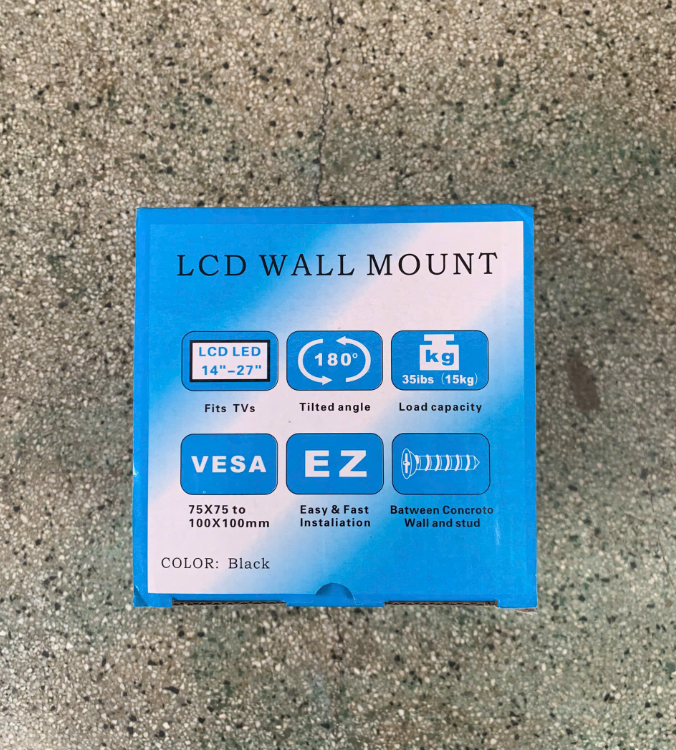 LCD WALL MOUNT
LCD LED
14"-27"
180°
kg
35ibs (15kg)
Fits TVs
Tilted angle
Load capacity
VESA
EZ
75X75 to
100X100mm
Easy & Fast
Instaliation
Batween Concroto
Wall and stud
COLOR: Black